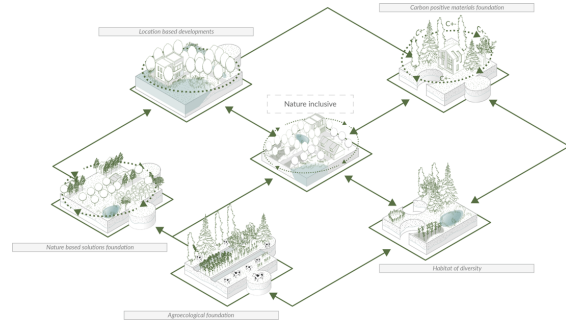 Location based developments
Carbon positive materials foundation
C+
C+
C
Nature inclusive
Nature based solutions foundation
Habitat of diversity
Agroecological foundation